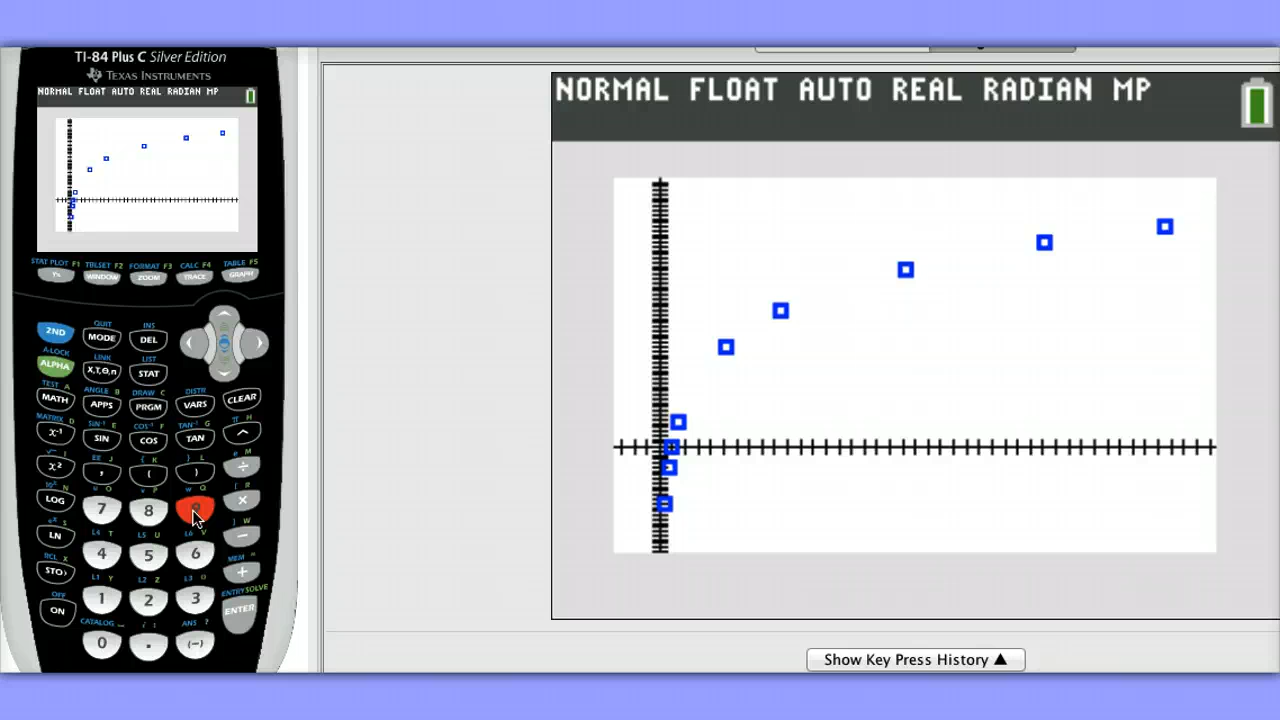 TI-84 Plus C Silver Edition
TEXAS INSTRUMENTS
NORMAL FLOAT AUTO REAL RADIAN MP
NORMAL FLOAT AUTO REAL RADIAN MP
STAT PLOT F1 TBLSET F2 FORMAT F3 CALC F4 TABLE F5
Y= WINDOW ZOOM TRACE GRAPH
QUIT INS
2ND MODE DEL
A-LOCK LINK LIST
ALPHA X,T,Θ,n STAT
TEST A ANGLE B DRAW C DISTR
MATH APPS PRGM VARS CLEAR
MATRIX D SIN⁻¹ E COS⁻¹ F TAN⁻¹ G π H
X⁻¹ SIN COS TAN ^
√ I EE J { K } L e M
X² , ( ) ÷
10ˣ N u O v P w Q [ R
LOG 7 8 9 ×
eˣ S L4 T L5 U L6 V ] W
LN 4 5 6 −
RCL X L1 Y L2 Z L3 θ MEM "
STO› 1 2 3 +
OFF CATALOG i : ANS ? ENTRY SOLVE
ON 0 . (−) ENTER
Show Key Press History ▲